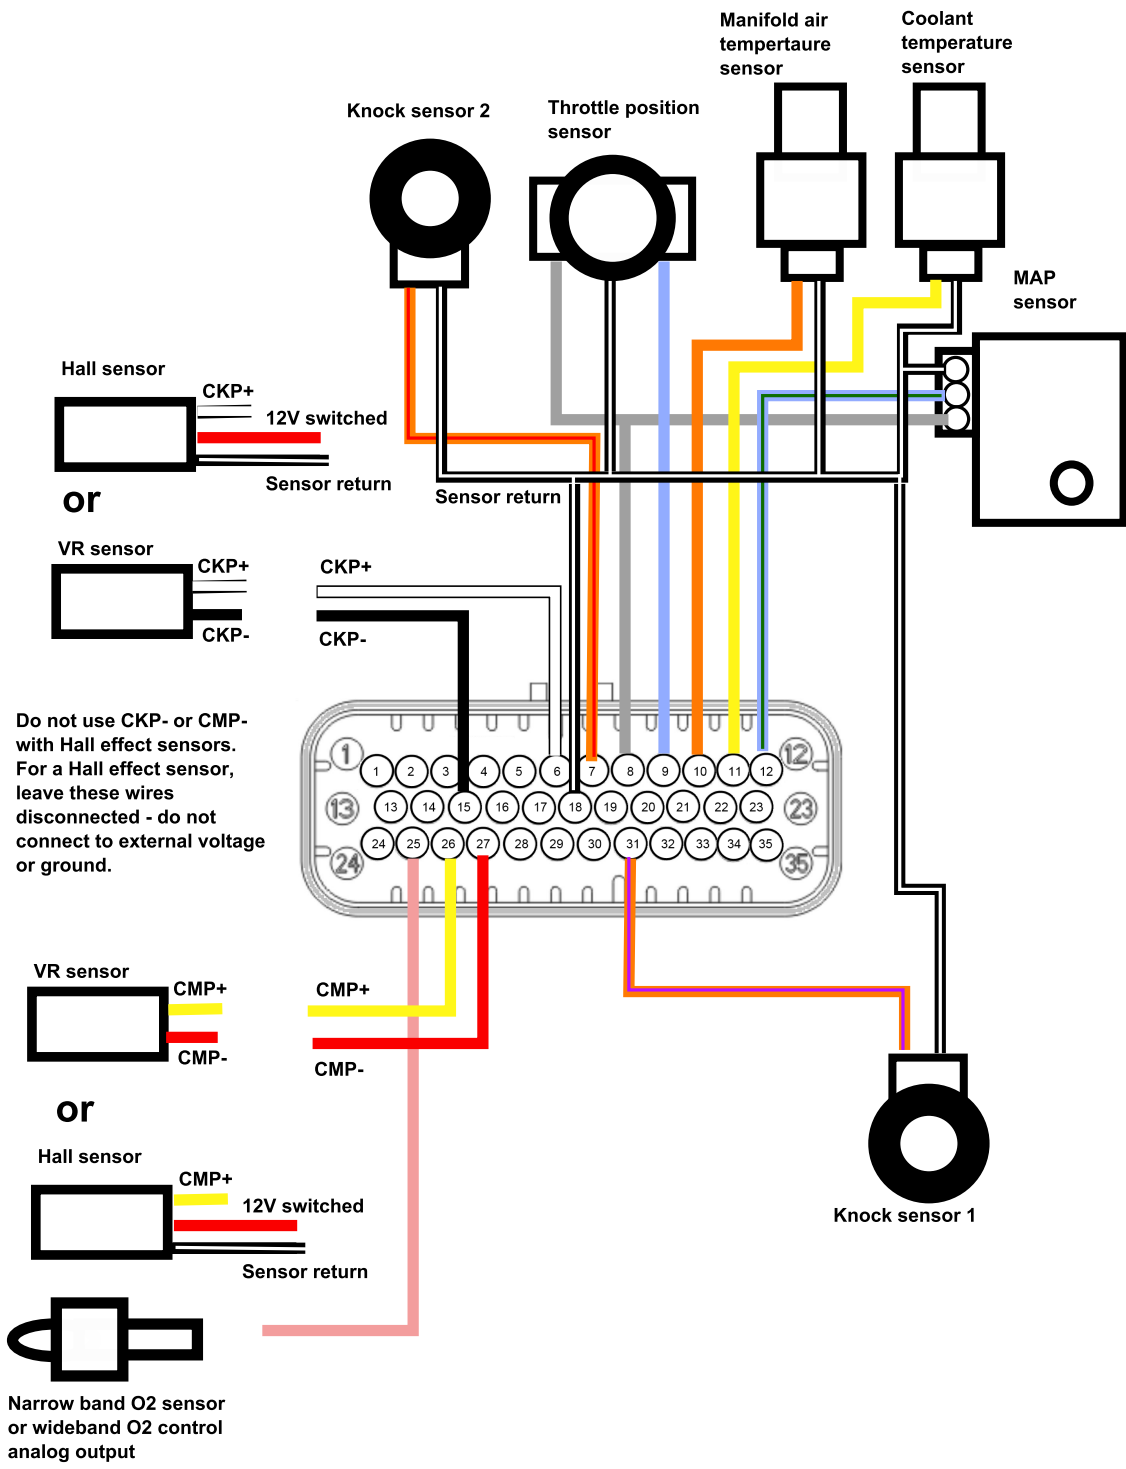 Manifold air
tempertaure
sensor
Coolant
temperature
sensor
Knock sensor 2
Throttle position
sensor
MAP
sensor
Hall sensor
CKP+
12V switched
Sensor return
or
Sensor return
VR sensor
CKP+
CKP-
CKP+
CKP-
Do not use CKP- or CMP-
with Hall effect sensors.
For a Hall effect sensor,
leave these wires
disconnected - do not
connect to external voltage
or ground.
1
12
1 2 3 4 5 6 7 8 9 10 11 12
13
23
13 14 15 16 17 18 19 20 21 22 23
24
35
24 25 26 27 28 29 30 31 32 33 34 35
VR sensor
CMP+
CMP-
CMP+
CMP-
or
Hall sensor
CMP+
12V switched
Sensor return
Knock sensor 1
Narrow band O2 sensor
or wideband O2 control
analog output